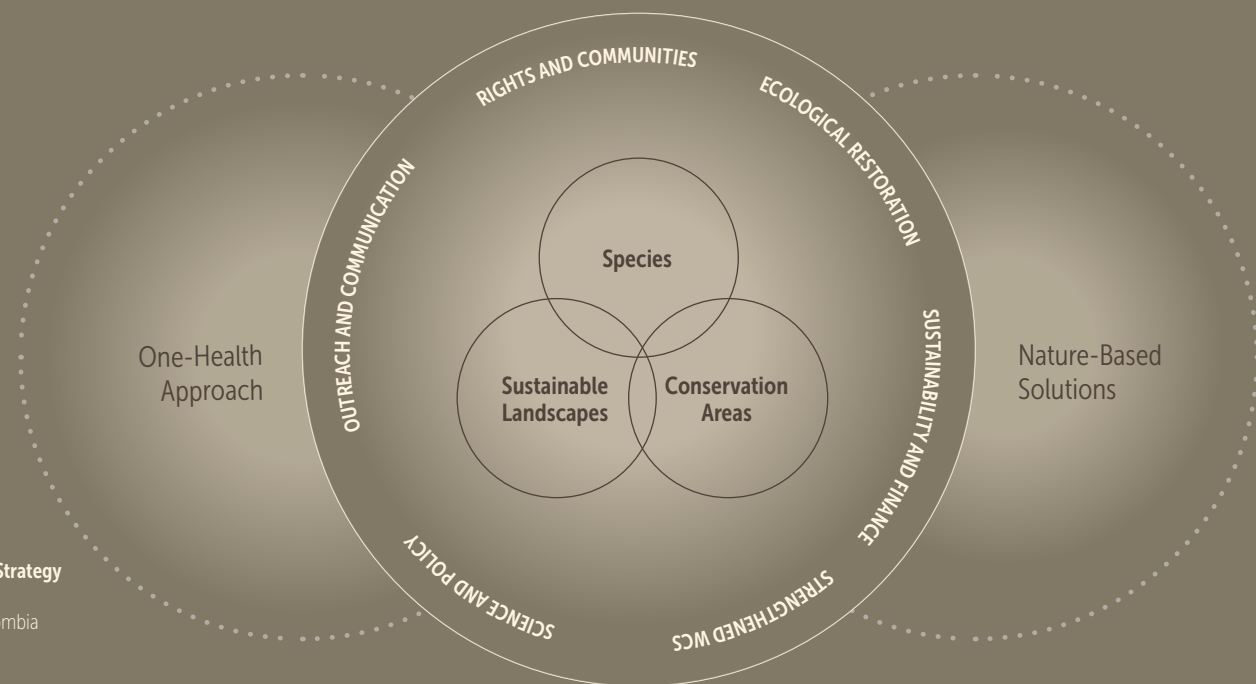 RIGHTS AND COMMUNITIES
ECOLOGICAL RESTORATION
OUTREACH AND COMMUNICATION
Species
SUSTAINABILITY AND FINANCE
One-Health
Approach
Sustainable
Landscapes
Conservation
Areas
Nature-Based
Solutions
SCIENCE AND POLICY
STRENGTHENED WCS
Strategy
mbia